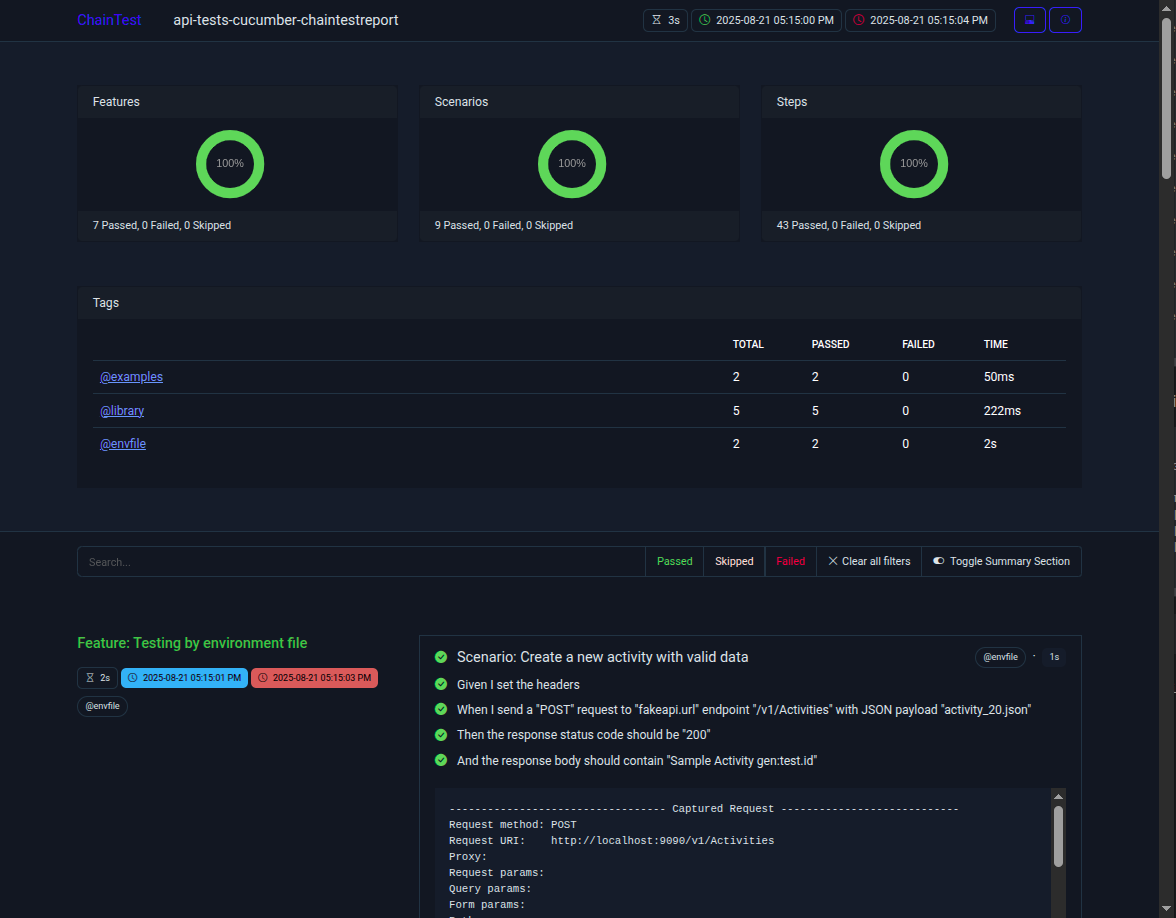 ChainTest api-tests-cucumber-chaintestreport 3s 2025-08-21 05:15:00 PM 2025-08-21 05:15:04 PM
Features Scenarios Steps
100% 100% 100%
7 Passed, 0 Failed, 0 Skipped 9 Passed, 0 Failed, 0 Skipped 43 Passed, 0 Failed, 0 Skipped
Tags
TOTAL PASSED FAILED TIME
@examples 2 2 0 50ms
@library 5 5 0 222ms
@envfile 2 2 0 2s
Search... Passed Skipped Failed Clear all filters Toggle Summary Section
Feature: Testing by environment file
2s 2025-08-21 05:15:01 PM 2025-08-21 05:15:03 PM
@envfile
Scenario: Create a new activity with valid data @envfile · 1s
Given I set the headers
When I send a "POST" request to "fakeapi.url" endpoint "/v1/Activities" with JSON payload "activity_20.json"
Then the response status code should be "200"
And the response body should contain "Sample Activity gen:test.id"
---------------------------------- Captured Request ----------------------------
Request method: POST
Request URI: http://localhost:9090/v1/Activities
Proxy:
Request params:
Query params:
Form params: